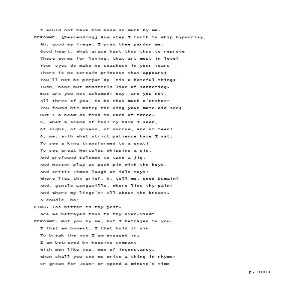 I would not have him know so much by me.
BEROWNE. [Descending] Now step I forth to whip hypocrisy,
Ah, good my liege, I pray thee pardon me.
Good heart, what grace hast thou thus to reprove
These worms for loving, that art most in love?
Your eyes do make no coaches; in your tears
There is no certain princess that appears;
You'll not be perjur'd; 'tis a hateful thing;
Tush, none but minstrels like of sonneting.
But are you not ashamed? Nay, are you not,
All three of you, to be thus much o'ershot?
You found his mote; the King your mote did see;
But I a beam do find in each of three.
O, what a scene of fool'ry have I seen,
Of sighs, of groans, of sorrow, and of teen!
O, me, with what strict patience have I sat,
To see a king transformed to a gnat!
To see great Hercules whipping a gig,
And profound Solomon to tune a jig,
And Nestor play at push-pin with the boys,
And critic Timon laugh at idle toys!
Where lies thy grief, O, tell me, good Dumain?
And, gentle Longaville, where lies thy pain?
And where my liege's? All about the breast.
A caudle, ho!
KING. Too bitter is thy jest.
Are we betrayed thus to thy over-view?
BEROWNE. Not you by me, but I betrayed to you.
I that am honest, I that hold it sin
To break the vow I am engaged in;
I am betrayed by keeping company
With men like you, men of inconstancy.
When shall you see me write a thing in rhyme?
Or groan for Joan? or spend a minute's time
p.